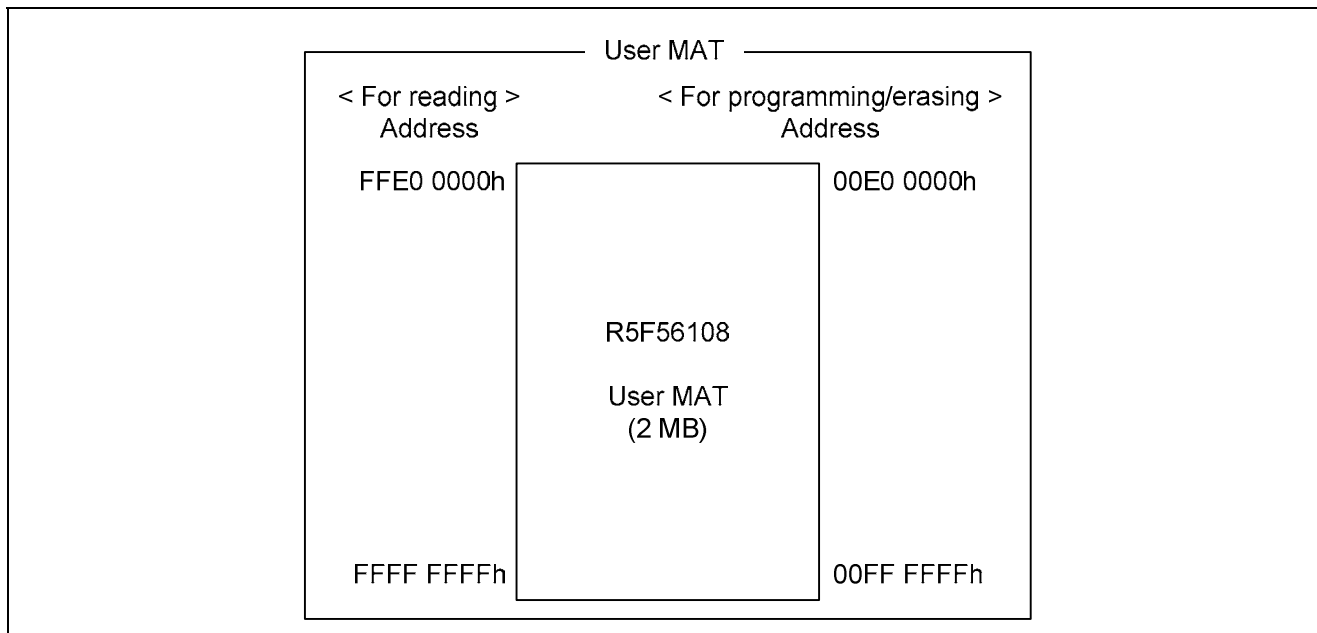 User MAT
< For reading > < For programming/erasing >
Address Address
FFE0 0000h 00E0 0000h
R5F56108
User MAT
(2 MB)
FFFF FFFFh 00FF FFFFh